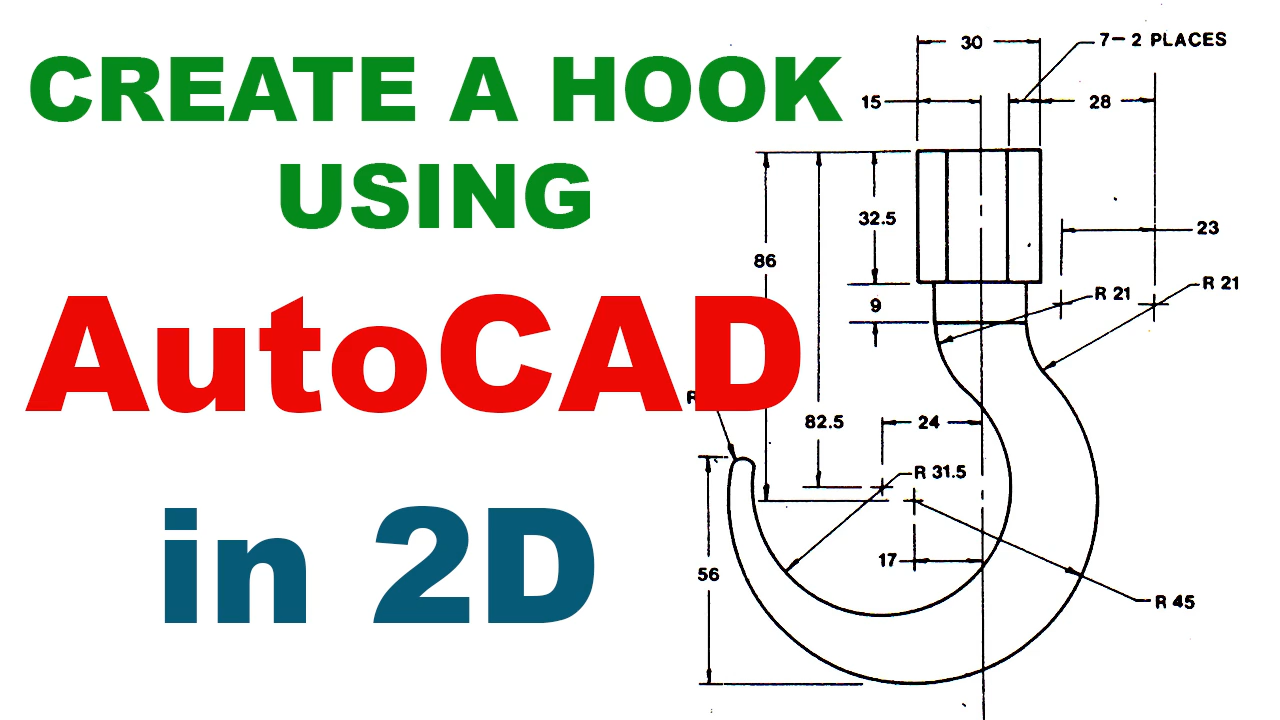 CREATE A HOOK
USING
AutoCAD
in 2D
30
7- 2 PLACES
15
28
32.5
23
86
R 21
R 21
9
R
82.5
24
R 31.5
17
56
R 45